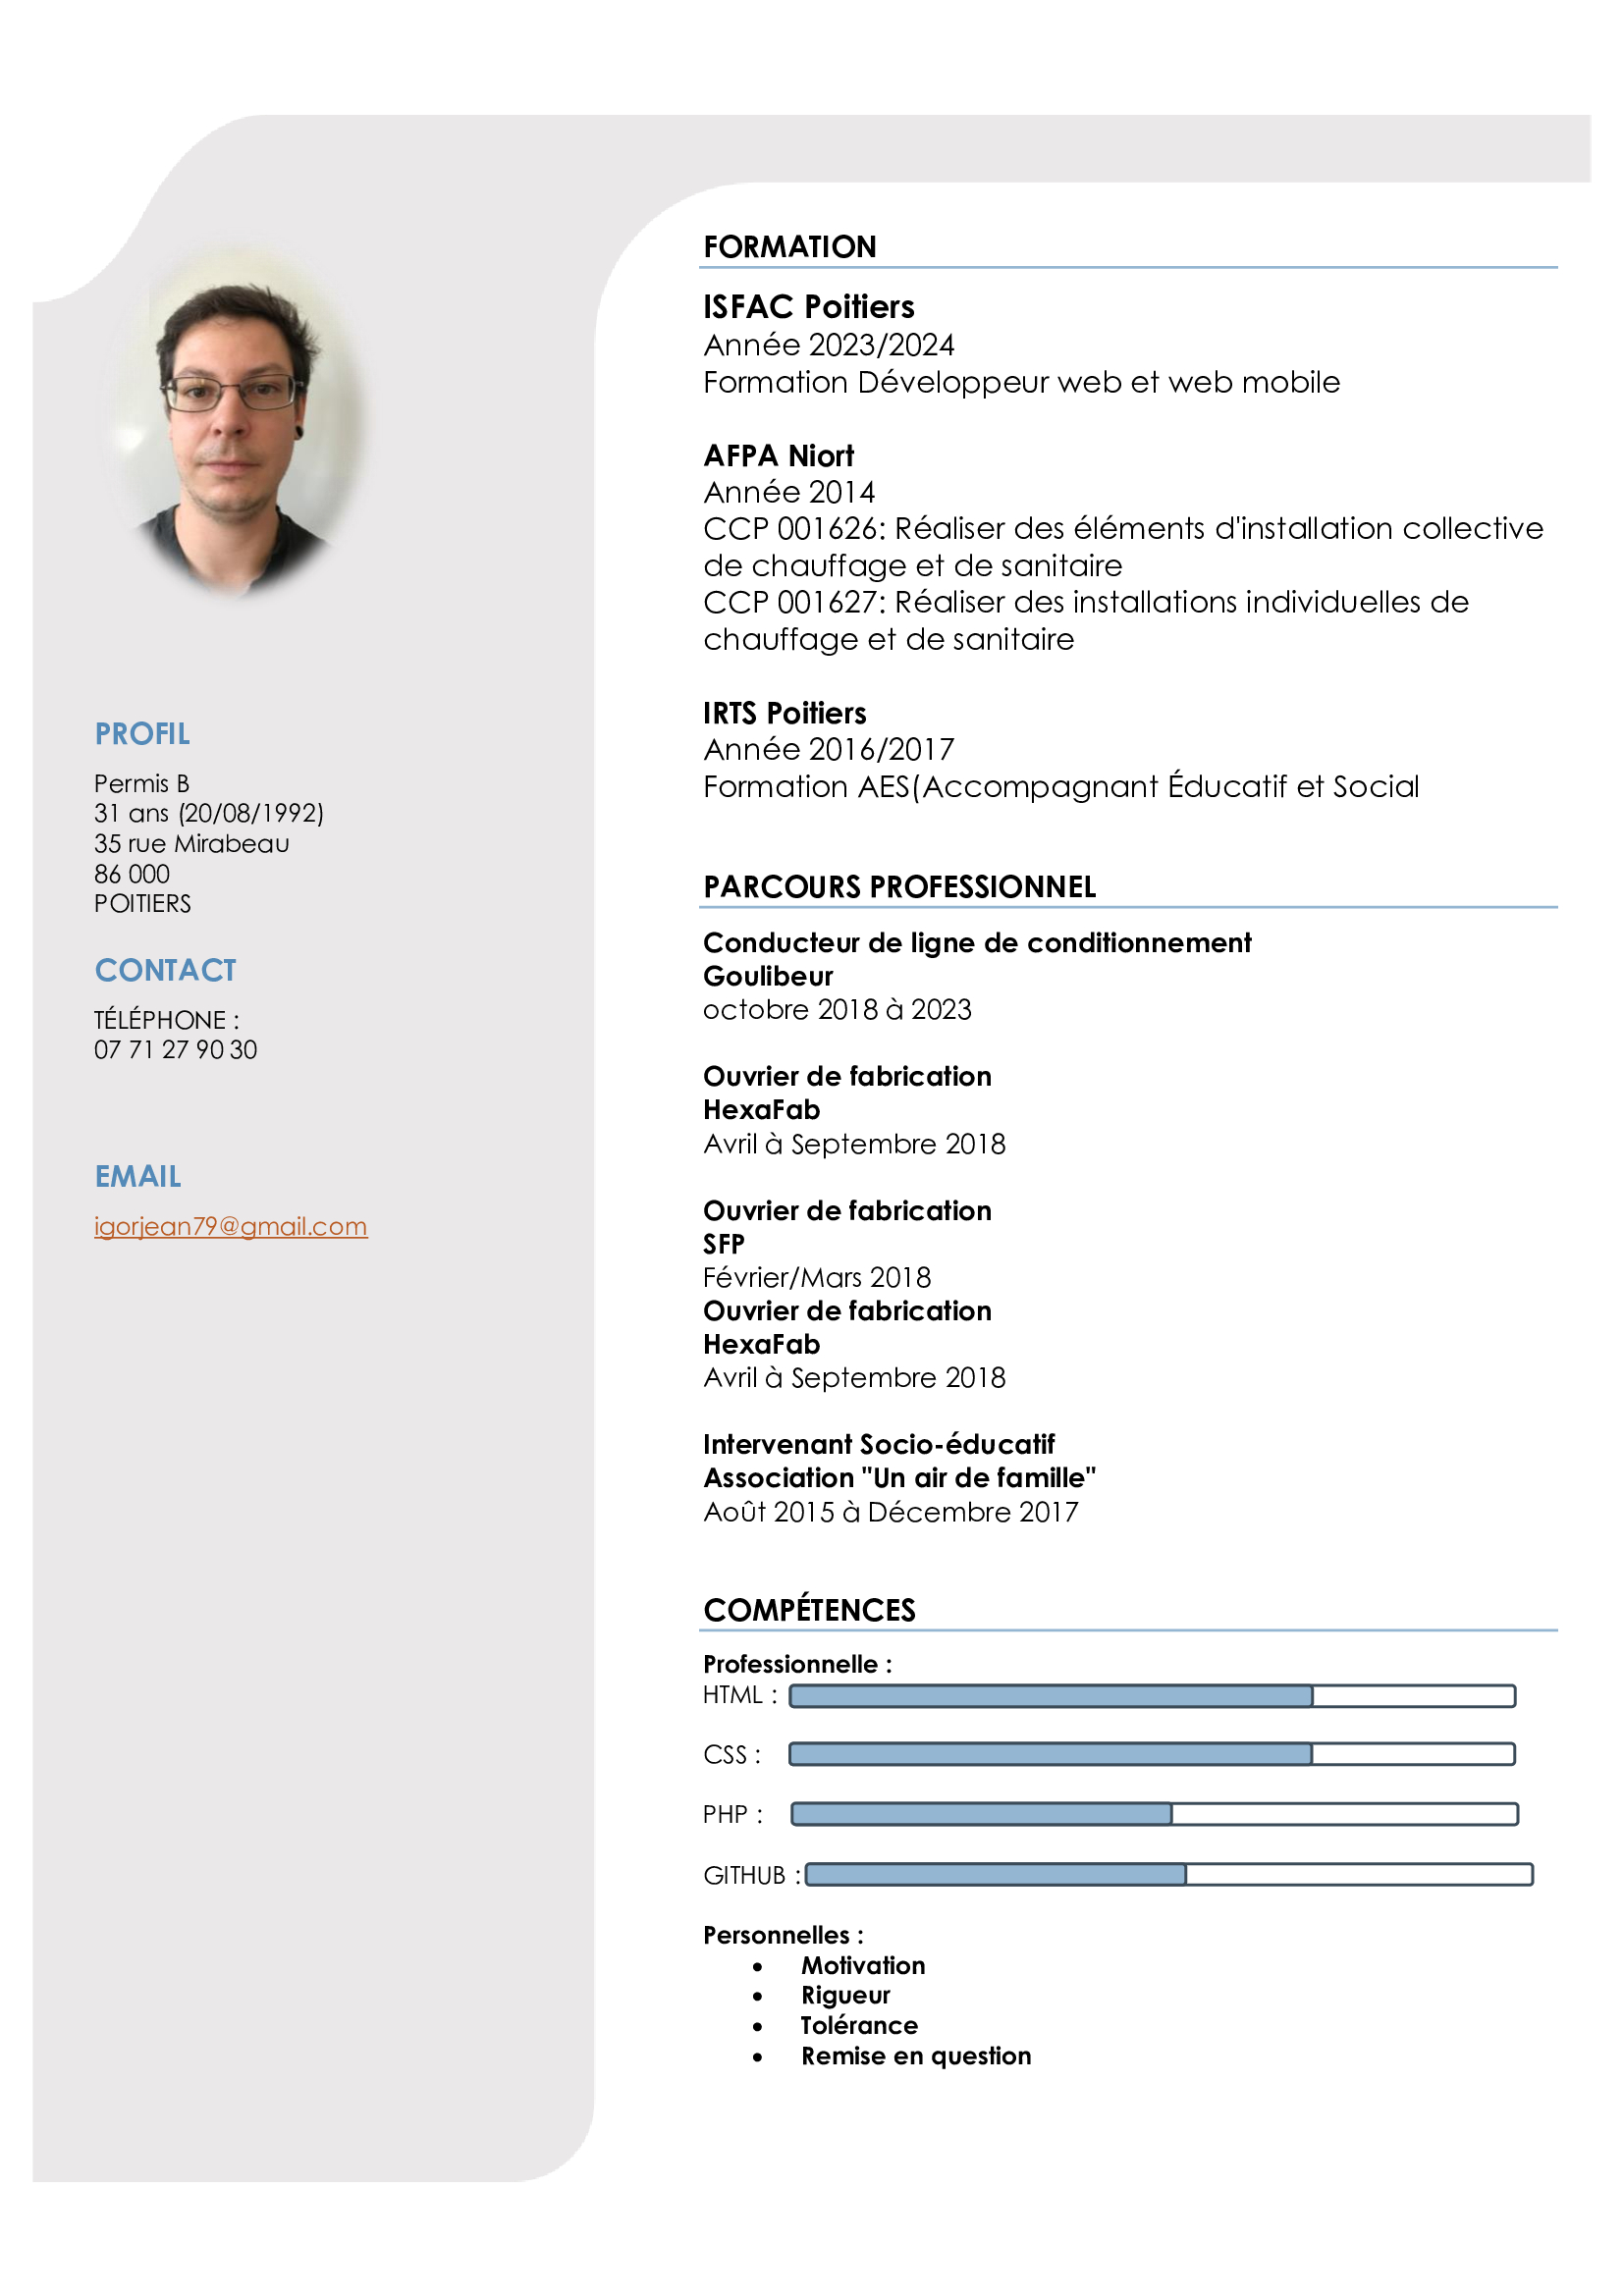 PROFIL
Permis B
31 ans (20/08/1992)
35 rue Mirabeau
86 000
POITIERS
CONTACT
TÉLÉPHONE :
07 71 27 90 30
EMAIL
igorjean79@gmail.com
FORMATION
ISFAC Poitiers
Année 2023/2024
Formation Développeur web et web mobile
AFPA Niort
Année 2014
CCP 001626: Réaliser des éléments d'installation collective
de chauffage et de sanitaire
CCP 001627: Réaliser des installations individuelles de
chauffage et de sanitaire
IRTS Poitiers
Année 2016/2017
Formation AES(Accompagnant Éducatif et Social
PARCOURS PROFESSIONNEL
Conducteur de ligne de conditionnement
Goulibeur
octobre 2018 à 2023
Ouvrier de fabrication
HexaFab
Avril à Septembre 2018
Ouvrier de fabrication
SFP
Février/Mars 2018
Ouvrier de fabrication
HexaFab
Avril à Septembre 2018
Intervenant Socio-éducatif
Association "Un air de famille"
Août 2015 à Décembre 2017
COMPÉTENCES
Professionnelle :
HTML :
CSS :
PHP :
GITHUB :
Personnelles :
• Motivation
• Rigueur
• Tolérance
• Remise en question